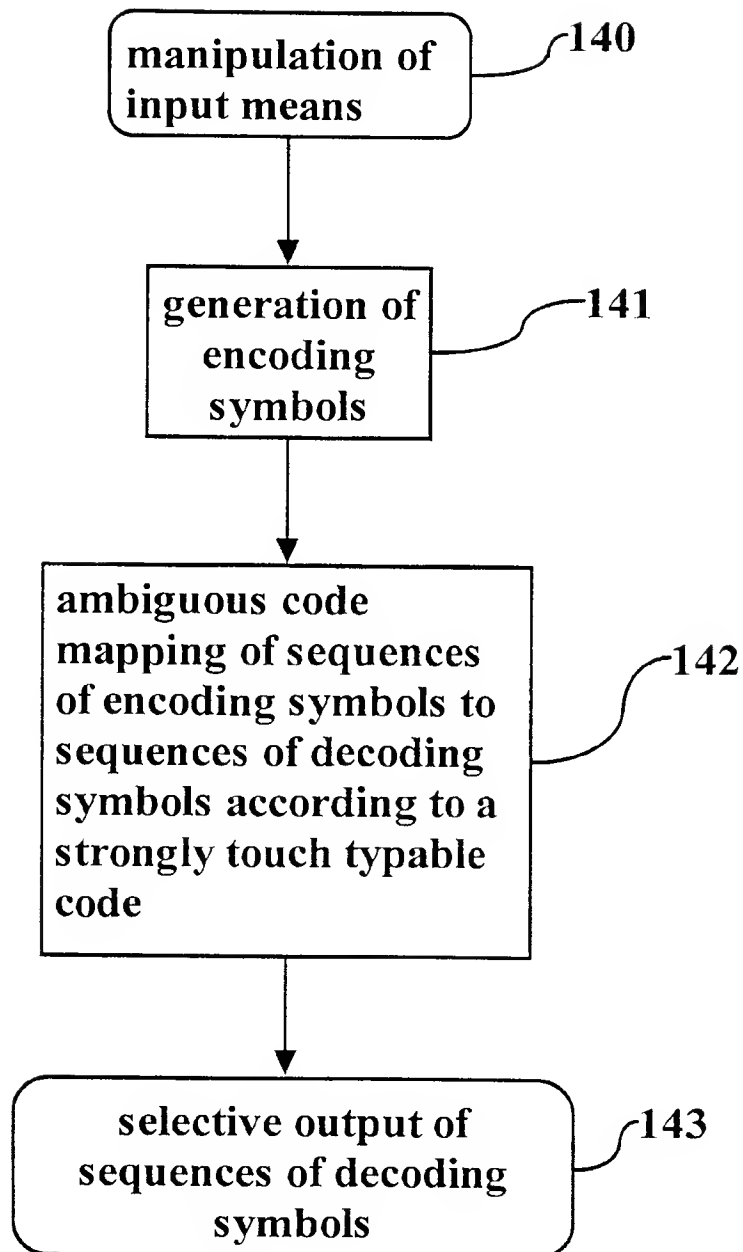 manipulation of
input means
140
generation of
encoding
symbols
141
ambiguous code
mapping of sequences
of encoding symbols to
sequences of decoding
symbols according to a
strongly touch typable
code
142
selective output of
sequences of decoding
symbols
143